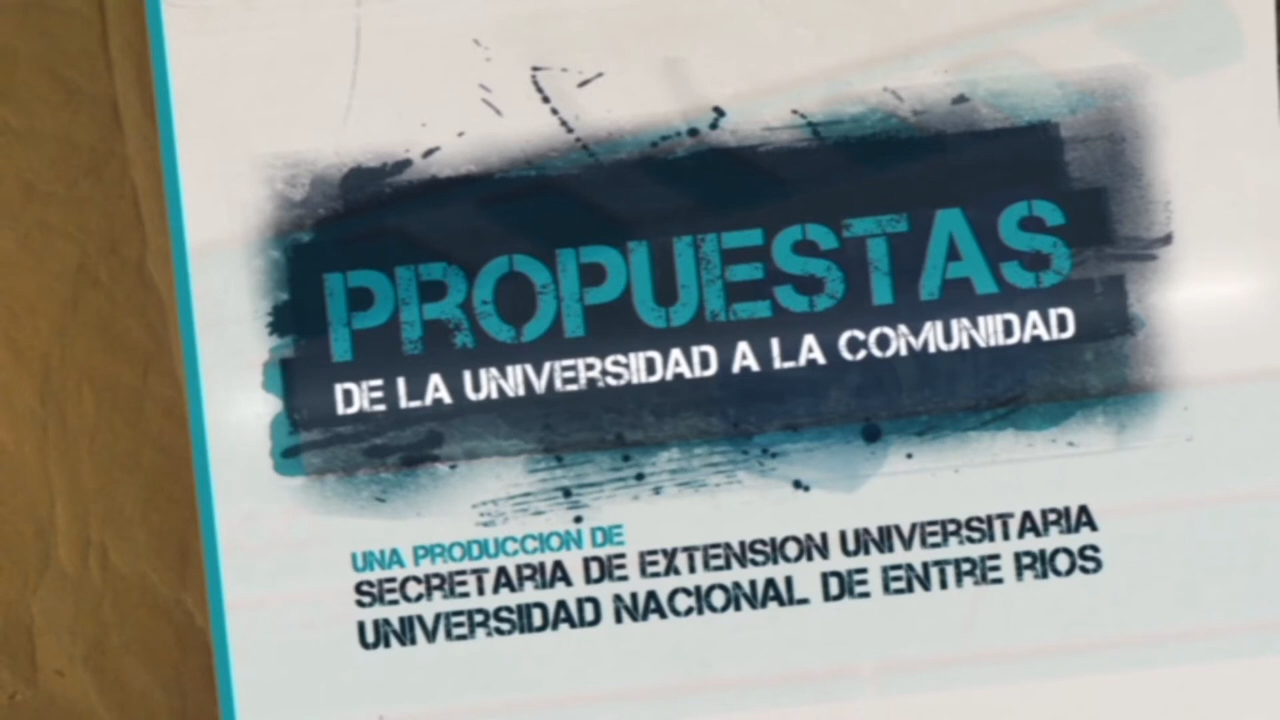 PROPUESTAS
DE LA UNIVERSIDAD A LA COMUNIDAD
UNA PRODUCCION DE
SECRETARIA DE EXTENSION UNIVERSITARIA
UNIVERSIDAD NACIONAL DE ENTRE RIOS